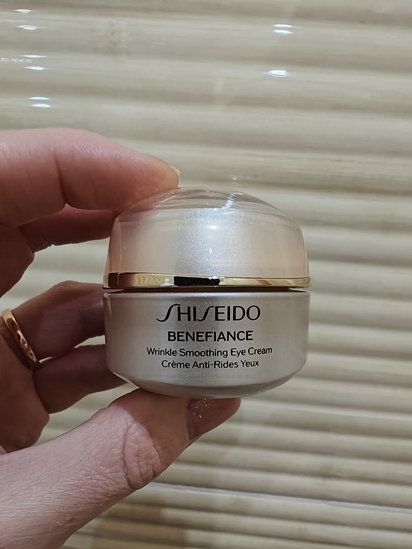 SHISEIDO
BENEFIANCE
Wrinkle Smoothing Eye Cream
Crème Anti-Rides Yeux